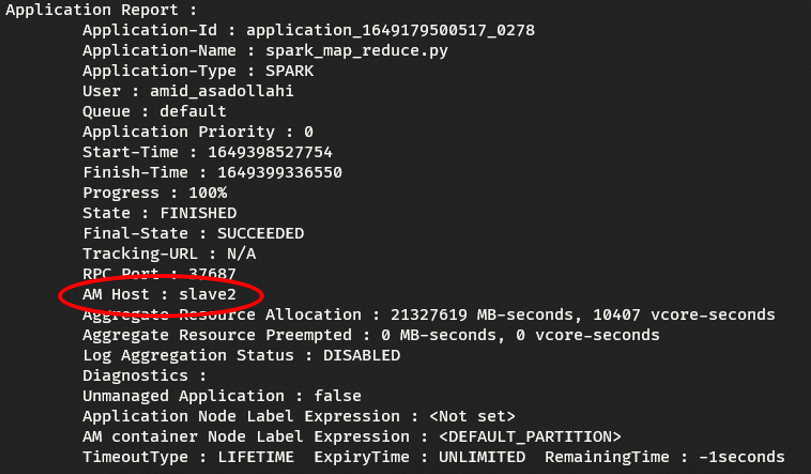 Application Report :
Application-Id : application_1649179500517_0278
Application-Name : spark_map_reduce.py
Application-Type : SPARK
User : amid_asadollahi
Queue : default
Application Priority : 0
Start-Time : 1649398527754
Finish-Time : 1649399336550
Progress : 100%
State : FINISHED
Final-State : SUCCEEDED
Tracking-URL : N/A
RPC Port : 37687
AM Host : slave2
Aggregate Resource Allocation : 21327619 MB-seconds, 10407 vcore-seconds
Aggregate Resource Preempted : 0 MB-seconds, 0 vcore-seconds
Log Aggregation Status : DISABLED
Diagnostics :
Unmanaged Application : false
Application Node Label Expression : <Not set>
AM container Node Label Expression : <DEFAULT_PARTITION>
TimeoutType : LIFETIME  ExpiryTime : UNLIMITED  RemainingTime : -1seconds